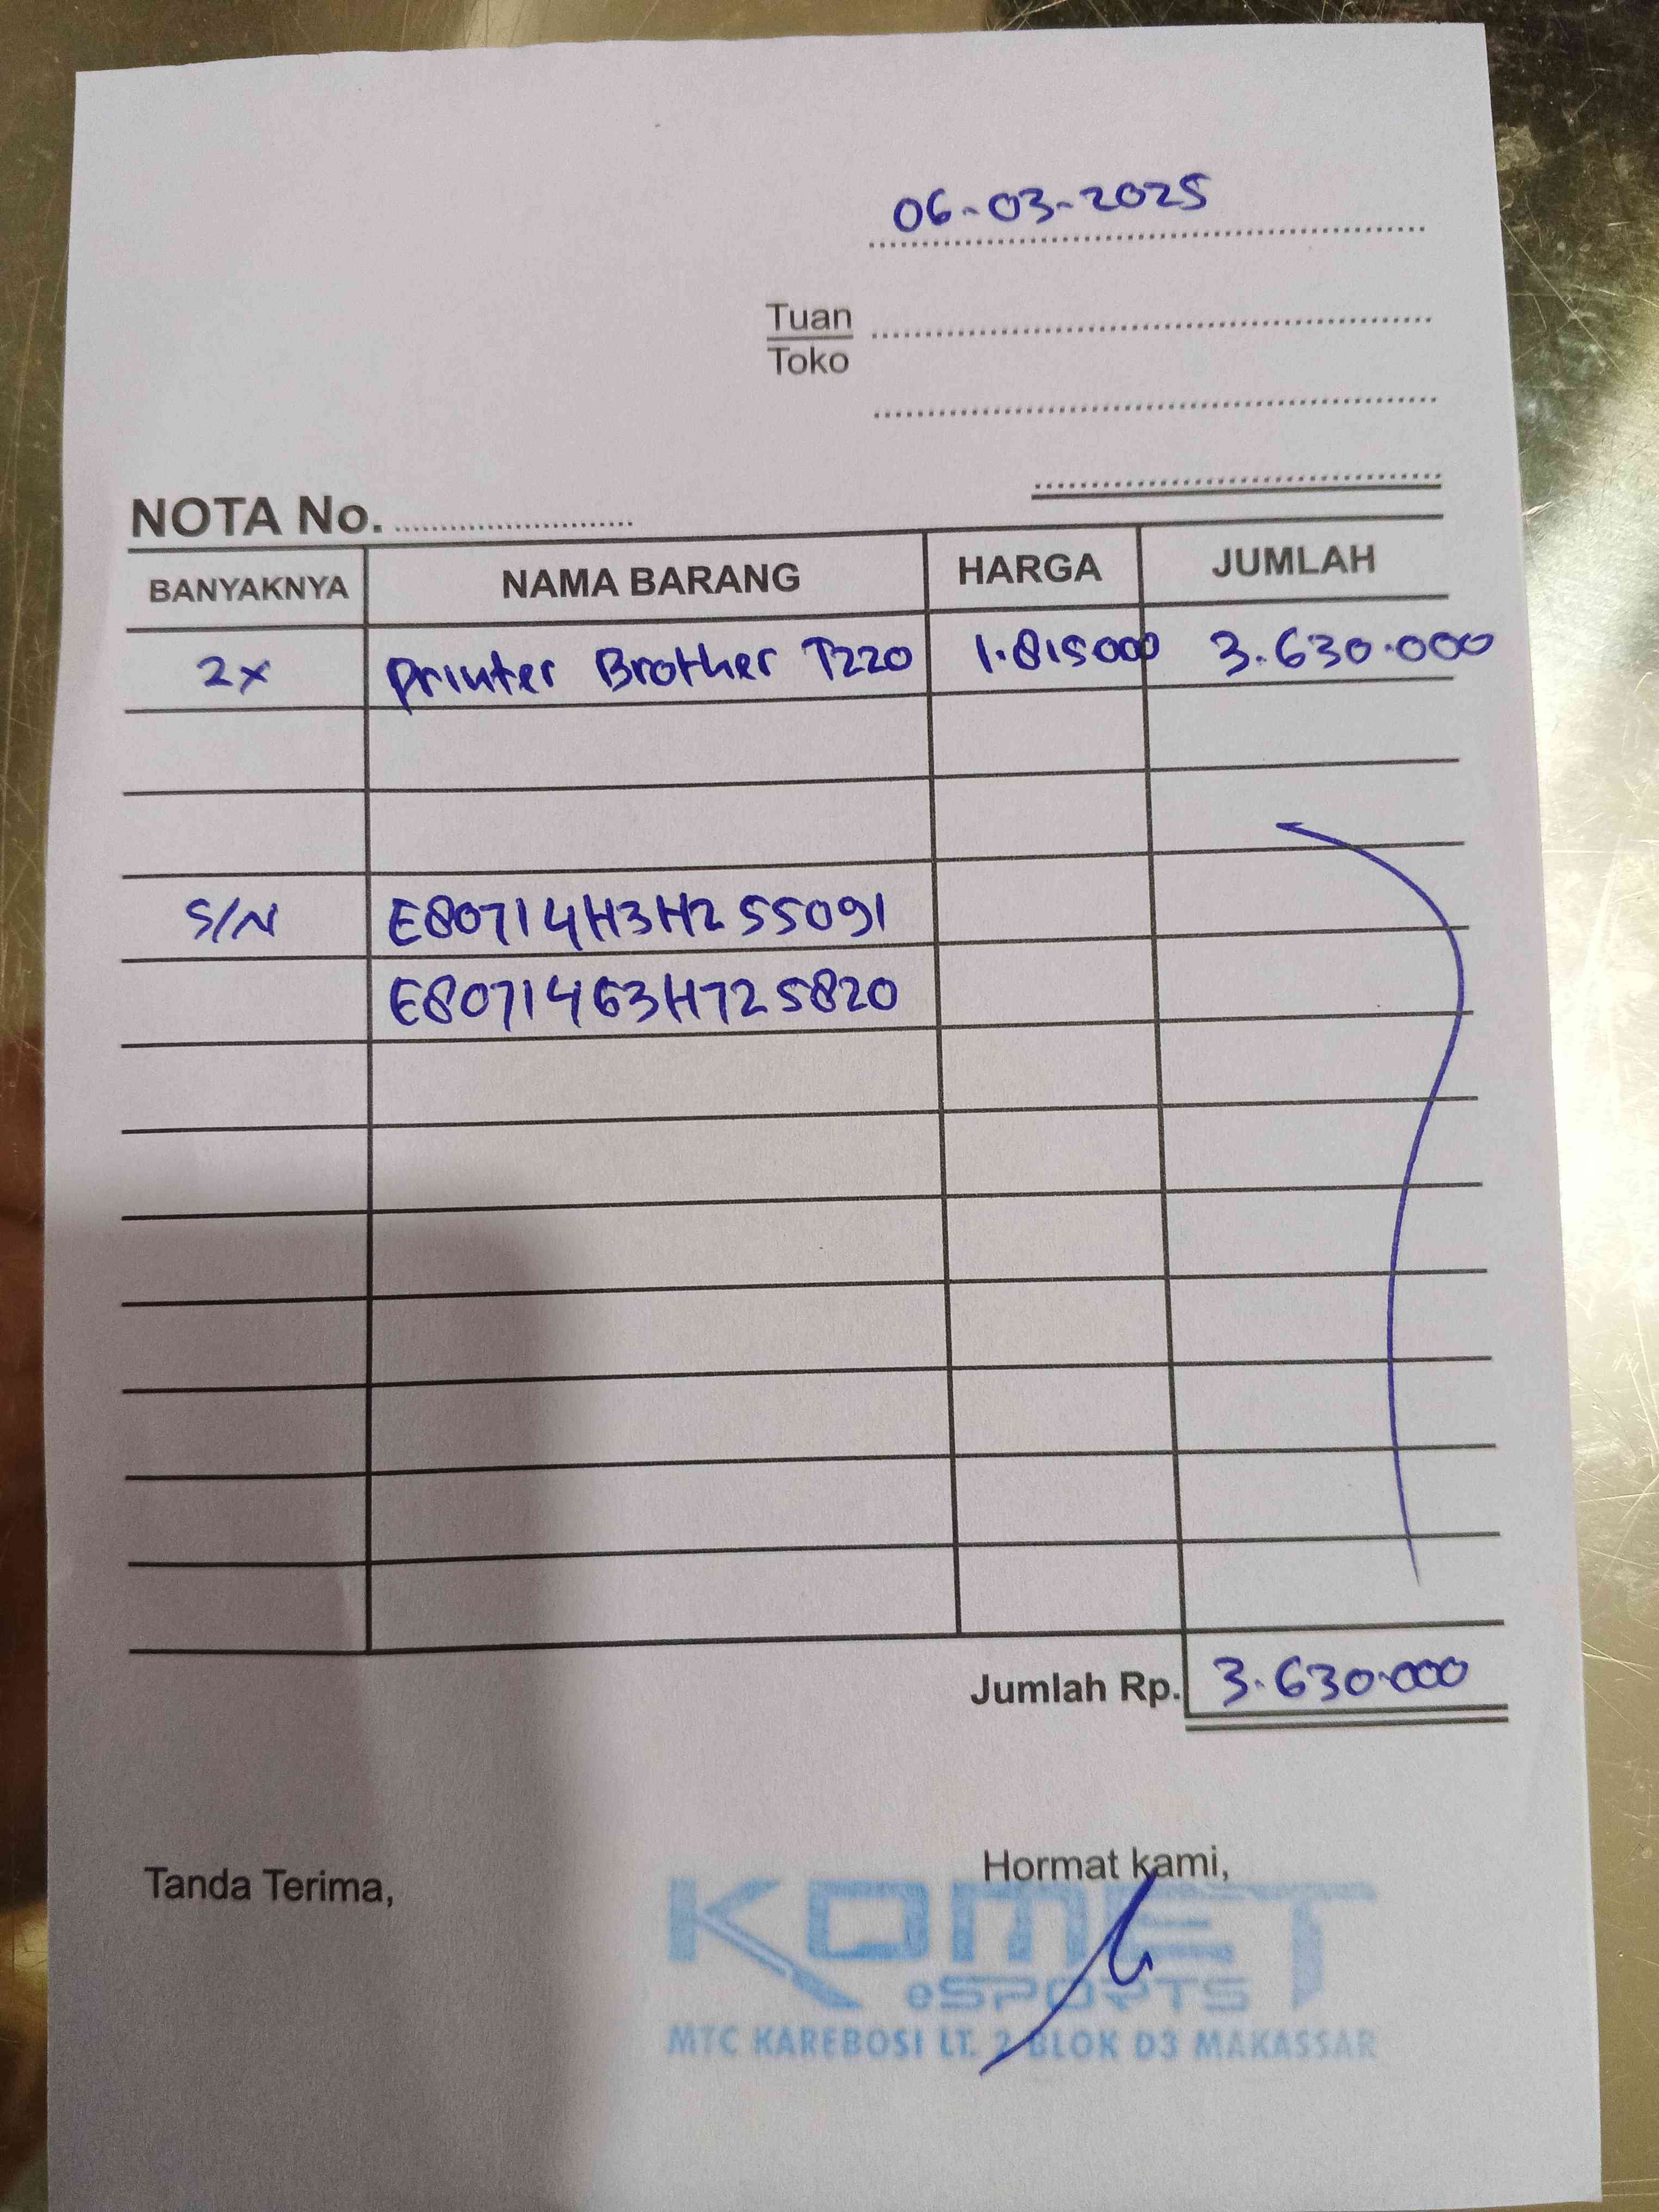 06-03-2025
Tuan
Toko
NOTA No.
BANYAKNYA NAMA BARANG HARGA JUMLAH
2x Printer Brother T220 1.815000 3.630.000
S/N E80714H3H255091
E8071463H725820
Jumlah Rp. 3.630.000
Tanda Terima, Hormat kami,
KOMET
eSPORTS
MTC KAREBOSI LT. 2 BLOK D3 MAKASSAR